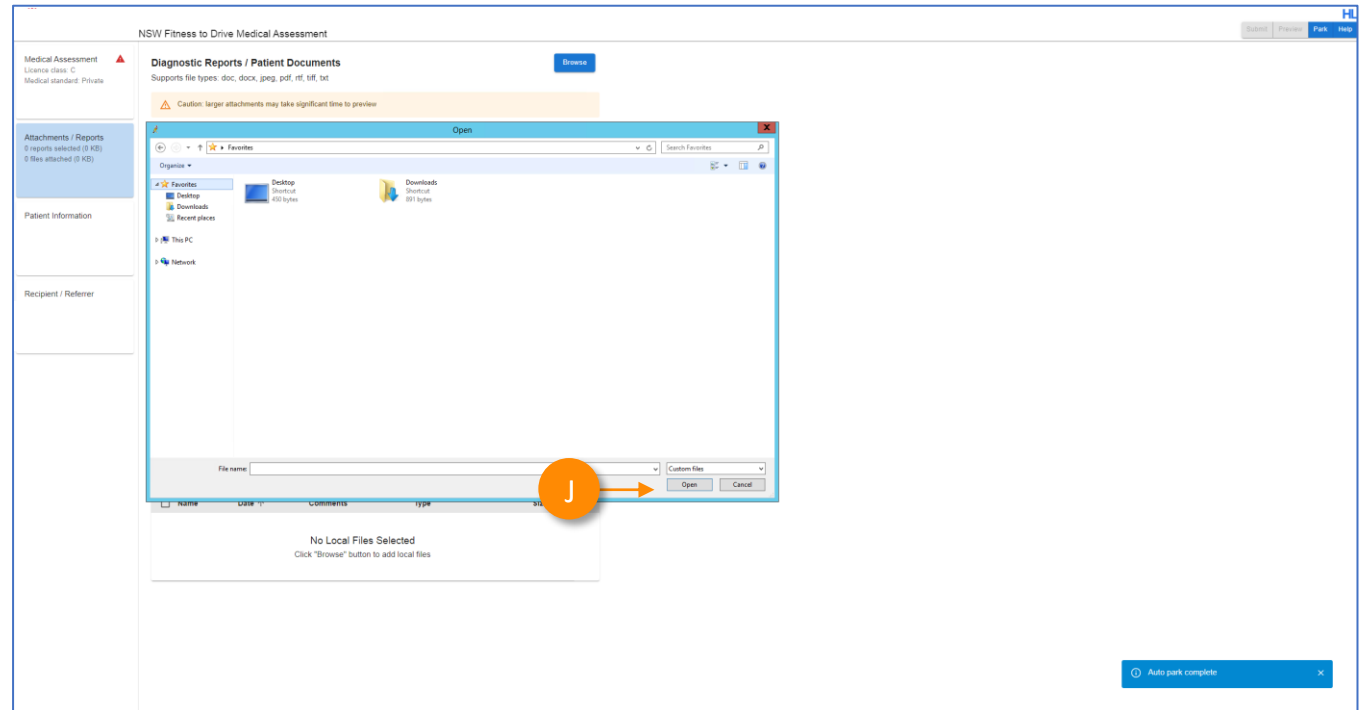 HL
NSW Fitness to Drive Medical Assessment
Submit Preview Park Help
Medical Assessment
Licence class: C
Medical standard: Private
Attachments / Reports
0 reports selected (0 KB)
0 files attached (0 KB)
Patient Information
Recipient / Referrer
Diagnostic Reports / Patient Documents
Browse
Supports file types: doc, docx, jpeg, pdf, rtf, tiff, txt
Caution: larger attachments may take significant time to preview
Open
Favorites
Search Favorites
Organize
Favorites
Desktop
Downloads
Recent places
This PC
Network
Desktop
Shortcut
450 bytes
Downloads
Shortcut
891 bytes
File name:
Custom files
Open Cancel
J
Name Date Comments Type
No Local Files Selected
Click "Browse" button to add local files
Auto park complete